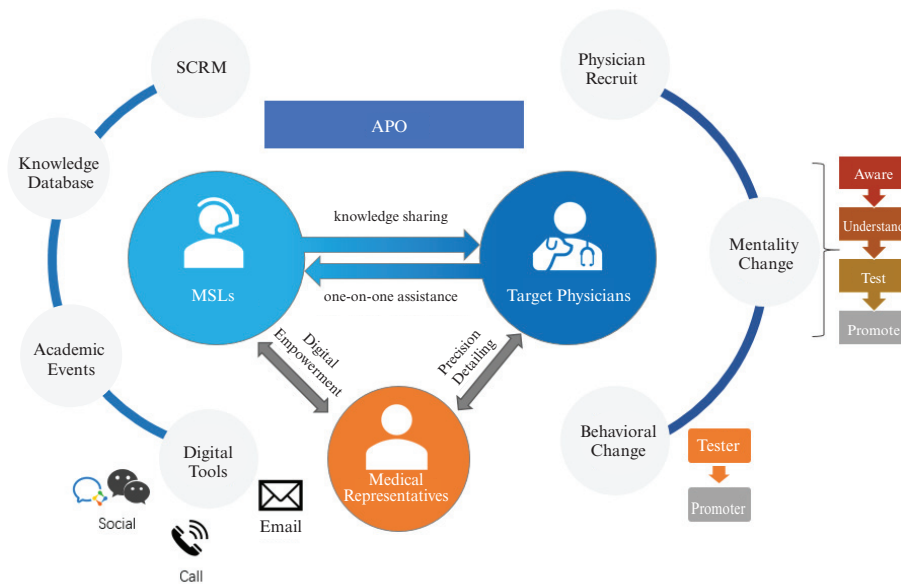 SCRM
Knowledge
Database
Academic
Events
Digital
Tools
Social
Call
Email
APO
MSLs
knowledge sharing
one-on-one assistance
Target Physicians
Digital
Empowerment
Precision
Detailing
Medical
Representatives
Physician
Recruit
Mentality
Change
Behavioral
Change
Aware
Understand
Test
Promote
Tester
Promoter